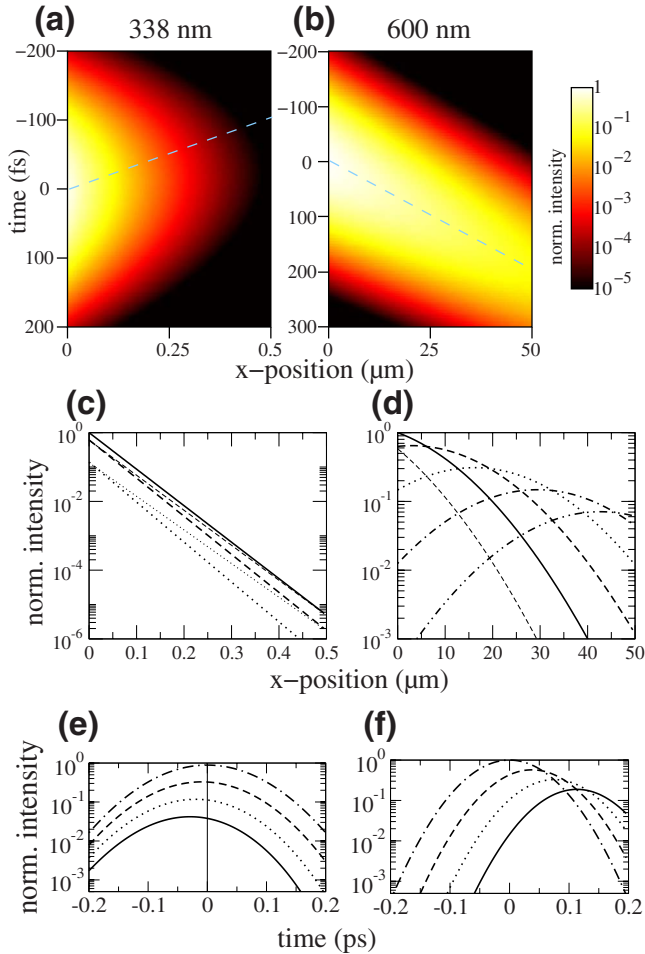 (a) 338 nm (b) 600 nm
-200 -200
-100 -100
0 0
100 100
200
200 300
time (fs)
0 0.25 0.5 0 25 50
x-position (µm)
norm. intensity
1
10^-1
10^-2
10^-3
10^-4
10^-5
(c) (d)
10^0 10^0
10^-2 10^-1
10^-4 10^-2
10^-6 10^-3
norm. intensity
0 0.1 0.2 0.3 0.4 0.5 0 10 20 30 40 50
x-position (µm)
(e) (f)
10^0 10^0
10^-1 10^-1
10^-2 10^-2
10^-3 10^-3
norm. intensity
-0.2 -0.1 0 0.1 0.2 -0.2 -0.1 0 0.1 0.2
time (ps)